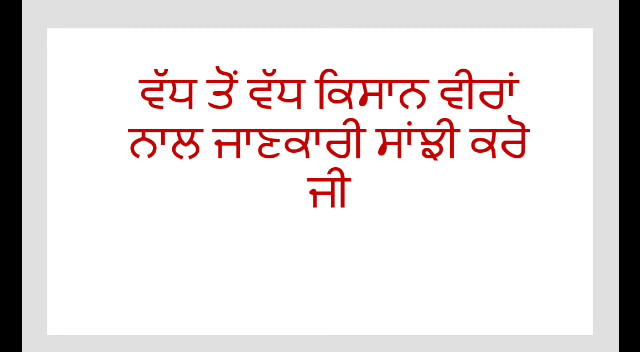 ਵੱਧ ਤੋਂ ਵੱਧ ਕਿਸਾਨ ਵੀਰਾਂ
ਨਾਲ ਜਾਣਕਾਰੀ ਸਾਂਝੀ ਕਰੋ
ਜੀ